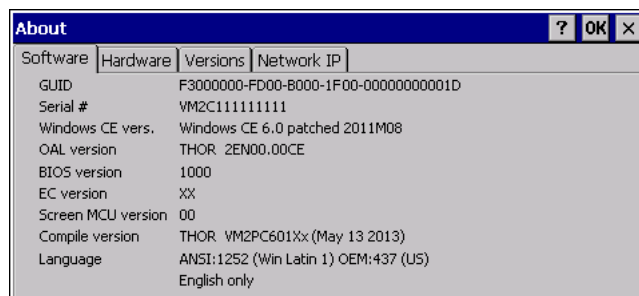 About ? OK ×
Software Hardware Versions Network IP
GUID F3000000-FD00-B000-1F00-00000000001D
Serial # VM2C111111111
Windows CE vers. Windows CE 6.0 patched 2011M08
OAL version THOR 2EN00.00CE
BIOS version 1000
EC version XX
Screen MCU version 00
Compile version THOR VM2PC601Xx (May 13 2013)
Language ANSI:1252 (Win Latin 1) OEM:437 (US)
English only